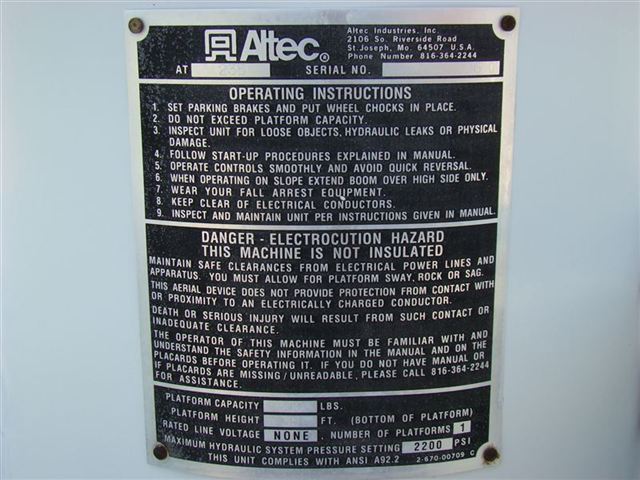 Altec
Altec Industries, Inc.
2106 So. Riverside Road
St. Joseph, Mo. 64507 U.S.A.
Phone Number 816-364-2244
AT
SERIAL NO.
OPERATING INSTRUCTIONS
1. SET PARKING BRAKES AND PUT WHEEL CHOCKS IN PLACE.
2. DO NOT EXCEED PLATFORM CAPACITY.
3. INSPECT UNIT FOR LOOSE OBJECTS, HYDRAULIC LEAKS OR PHYSICAL
DAMAGE.
4. FOLLOW START-UP PROCEDURES EXPLAINED IN MANUAL.
5. OPERATE CONTROLS SMOOTHLY AND AVOID QUICK REVERSAL.
6. WHEN OPERATING ON SLOPE EXTEND BOOM OVER HIGH SIDE ONLY.
7. WEAR YOUR FALL ARREST EQUIPMENT.
8. KEEP CLEAR OF ELECTRICAL CONDUCTORS.
9. INSPECT AND MAINTAIN UNIT PER INSTRUCTIONS GIVEN IN MANUAL.
DANGER - ELECTROCUTION HAZARD
THIS MACHINE IS NOT INSULATED
MAINTAIN SAFE CLEARANCES FROM ELECTRICAL POWER LINES AND
APPARATUS. YOU MUST ALLOW FOR PLATFORM SWAY, ROCK OR SAG.
THIS AERIAL DEVICE DOES NOT PROVIDE PROTECTION FROM CONTACT WITH
OR PROXIMITY TO AN ELECTRICALLY CHARGED CONDUCTOR.
DEATH OR SERIOUS INJURY WILL RESULT FROM SUCH CONTACT OR
INADEQUATE CLEARANCE.
THE OPERATOR OF THIS MACHINE MUST BE FAMILIAR WITH AND
UNDERSTAND THE SAFETY INFORMATION IN THE MANUAL AND ON THE
PLACARDS BEFORE OPERATING IT. IF YOU DO NOT HAVE MANUAL OR
IF PLACARDS ARE MISSING/UNREADABLE, PLEASE CALL 816-364-2244
FOR ASSISTANCE.
PLATFORM CAPACITY LBS.
PLATFORM HEIGHT FT. (BOTTOM OF PLATFORM)
RATED LINE VOLTAGE NONE, NUMBER OF PLATFORMS 1
MAXIMUM HYDRAULIC SYSTEM PRESSURE SETTING 2200 PSI
THIS UNIT COMPLIES WITH ANSI A92.2 2-670-00709 C